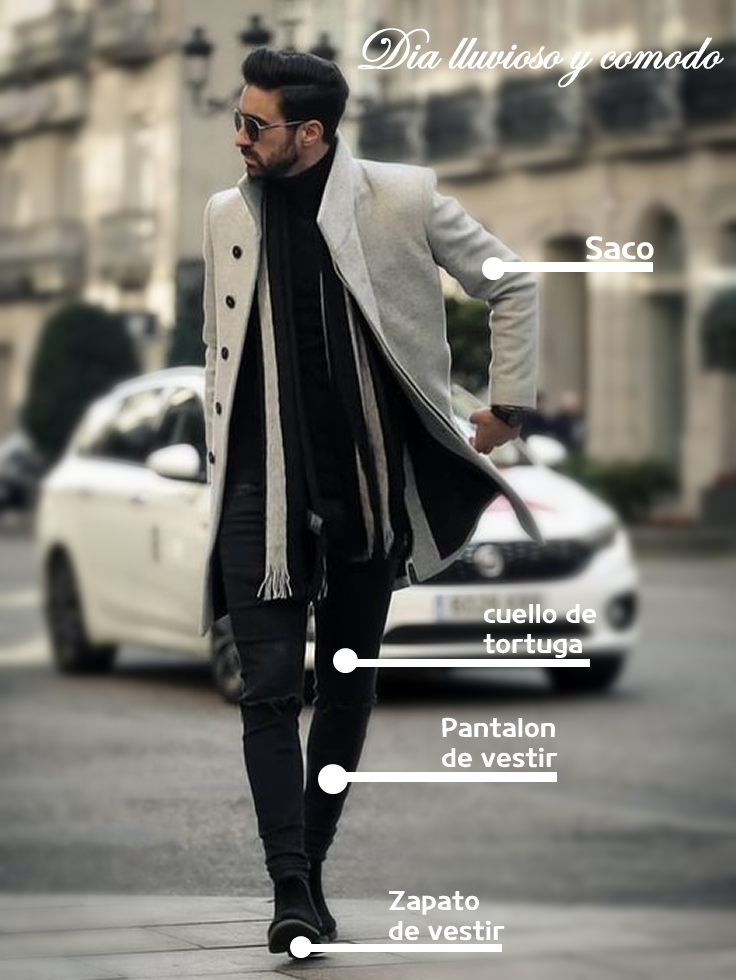 Dia lluvioso y comodo
Saco
cuello de
tortuga
Pantalon
de vestir
Zapato
de vestir